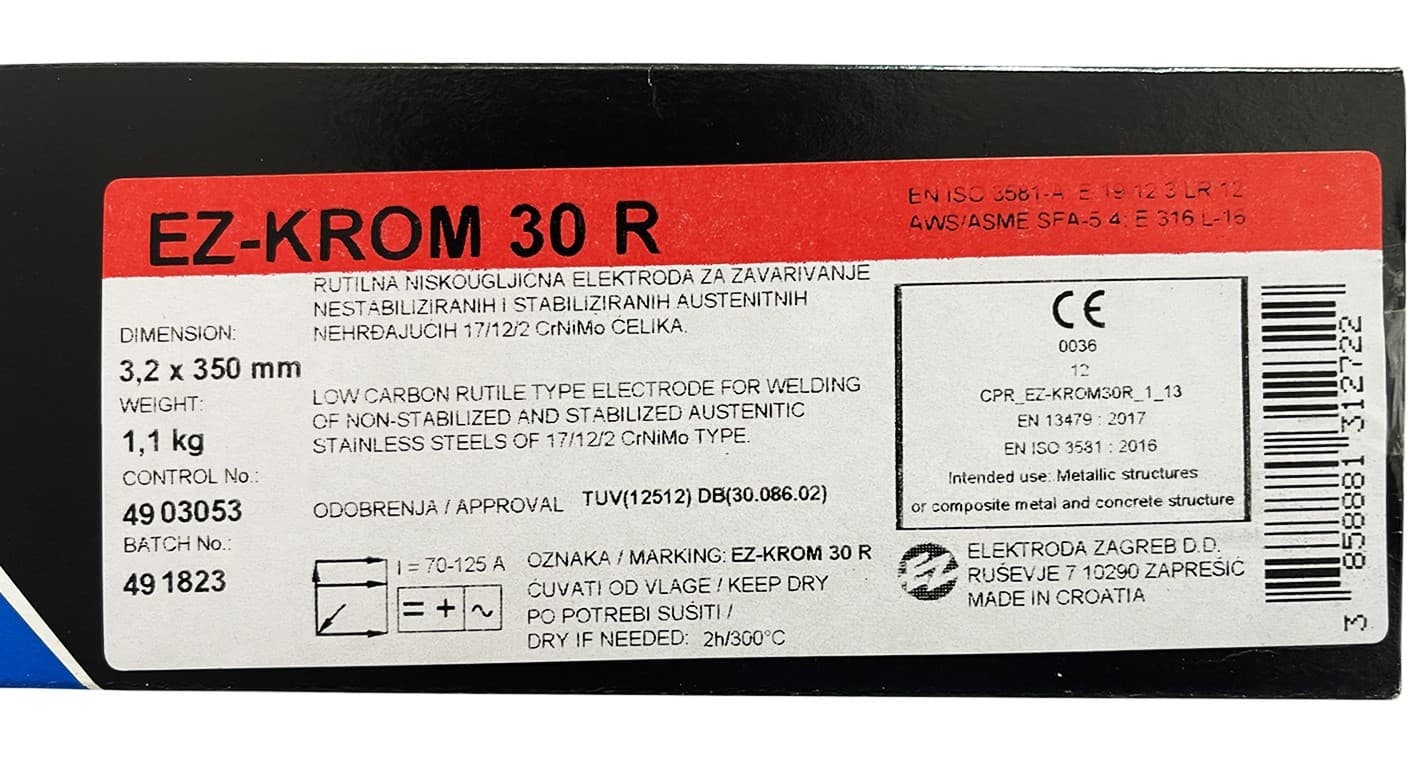 EZ-KROM 30 R
EN ISO 3581-A E 19 12 3 LR 12
AWS/ASME SFA-5.4: E 316 L-16
RUTILNA NISKOUGLJIČNA ELEKTRODA ZA ZAVARIVANJE
NESTABILIZIRANIH I STABILIZIRANIH AUSTENITNIH
NEHRĐAJUĆIH 17/12/2 CrNiMo ČELIKA.
DIMENSION:
3,2 x 350 mm
WEIGHT:
1,1 kg
CONTROL No.:
49 03053
BATCH No.:
49 1823
LOW CARBON RUTILE TYPE ELECTRODE FOR WELDING
OF NON-STABILIZED AND STABILIZED AUSTENITIC
STAINLESS STEELS OF 17/12/2 CrNiMo TYPE.
ODOBRENJA / APPROVAL TUV(12512) DB(30.086.02)
I = 70-125 A
= + ~
OZNAKA / MARKING: EZ-KROM 30 R
ČUVATI OD VLAGE / KEEP DRY
PO POTREBI SUŠITI /
DRY IF NEEDED: 2h/300°C
CE
0036
12
CPR_EZ-KROM30R_1_13
EN 13479 : 2017
EN ISO 3581 : 2016
Intended use: Metallic structures
or composite metal and concrete structure
ELEKTRODA ZAGREB D.D.
RUŠEVJE 7 10290 ZAPREŠIĆ
MADE IN CROATIA
3 858881 312722